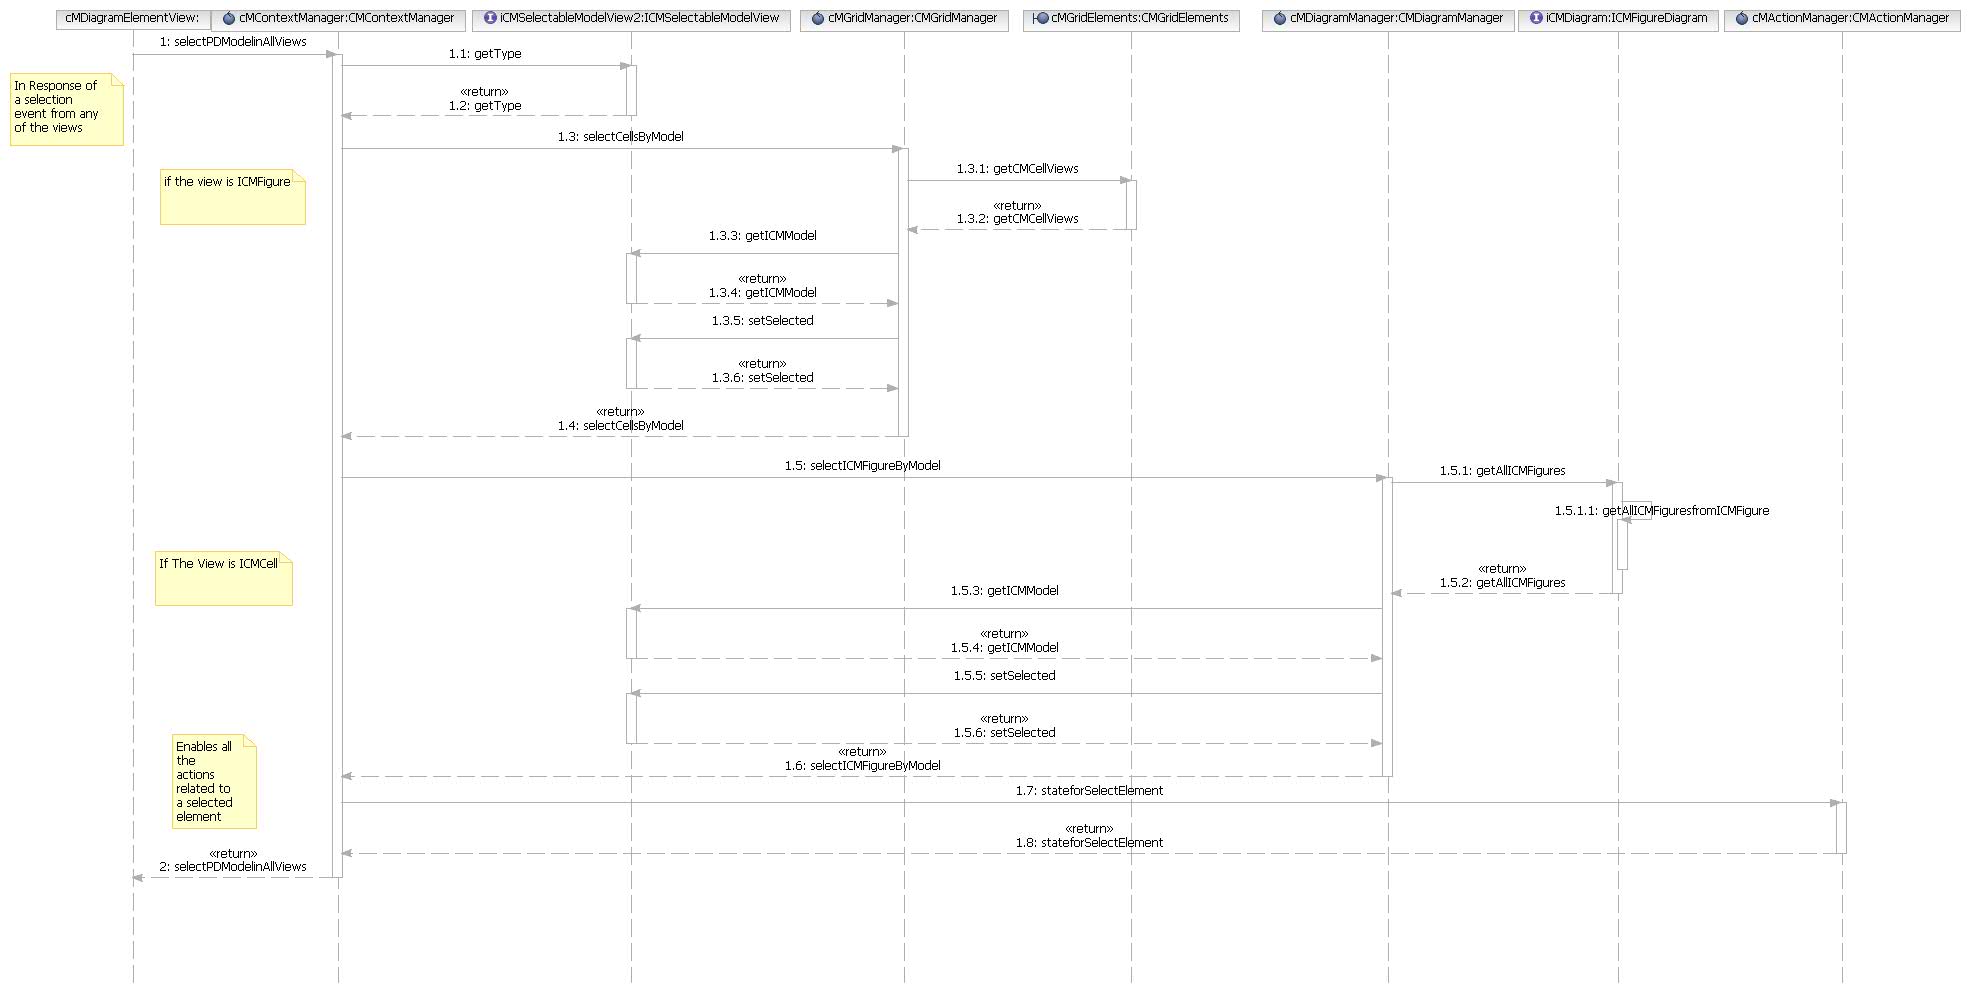 cMDiagramElementView:
cMContextManager:CMContextManager
iCMSelectableModelView2:ICMSelectableModelView
cMGridManager:CMGridManager
cMGridElements:CMGridElements
cMDiagramManager:CMDiagramManager
iCMDiagram:ICMFigureDiagram
cMActionManager:CMActionManager
1: selectPDModelinAllViews
1.1: getType
In Response of
a selection
event from any
of the views
«return»
1.2: getType
1.3: selectCellsByModel
if the view is ICMFigure
1.3.1: getCMCellViews
«return»
1.3.2: getCMCellViews
1.3.3: getICMModel
«return»
1.3.4: getICMModel
1.3.5: setSelected
«return»
1.3.6: setSelected
«return»
1.4: selectCellsByModel
1.5: selectICMFigureByModel
1.5.1: getAllICMFigures
1.5.1.1: getAllICMFiguresfromICMFigure
If The View is ICMCell
«return»
1.5.2: getAllICMFigures
1.5.3: getICMModel
«return»
1.5.4: getICMModel
1.5.5: setSelected
«return»
1.5.6: setSelected
Enables all
the
actions
related to
a selected
element
«return»
1.6: selectICMFigureByModel
1.7: stateforSelectElement
«return»
1.8: stateforSelectElement
«return»
2: selectPDModelinAllViews